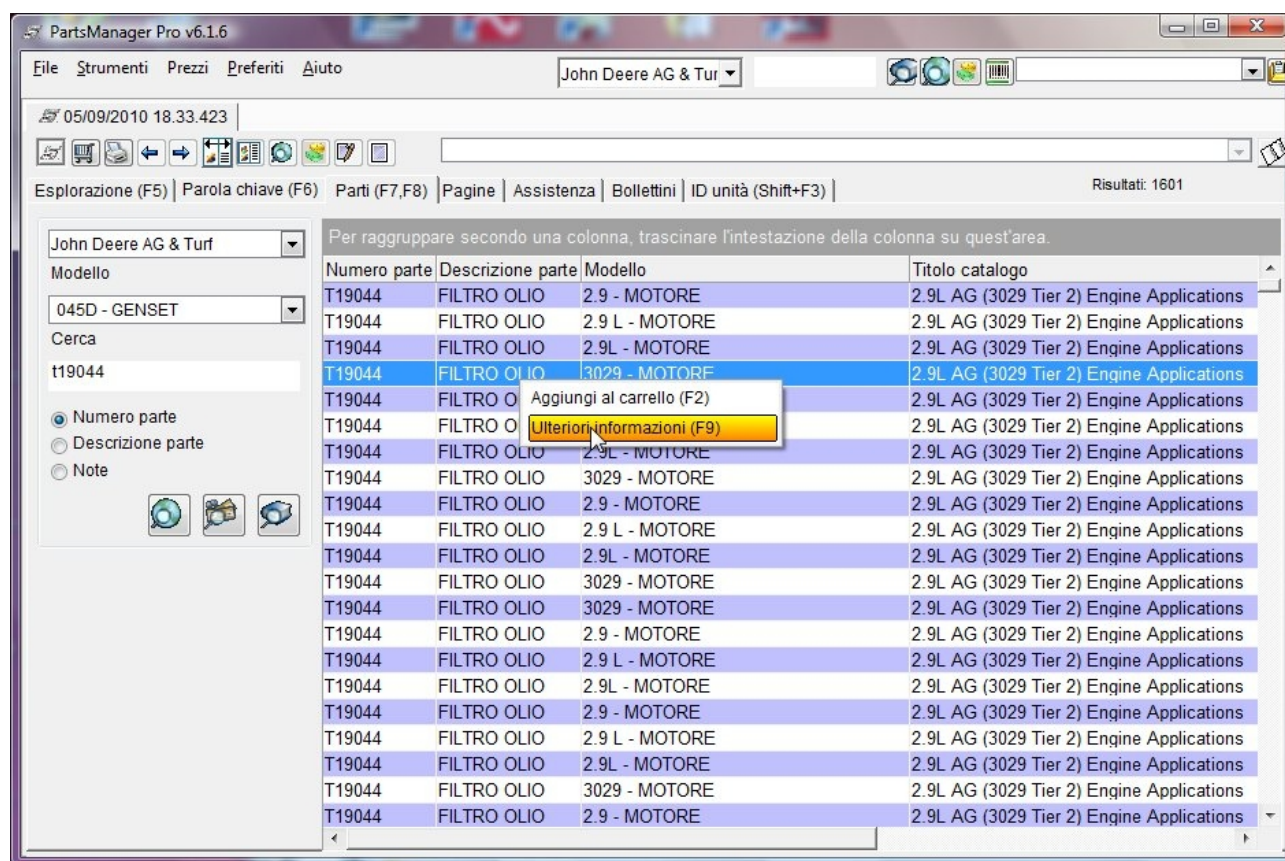 PartsManager Pro v6.1.6
File Strumenti Prezzi Preferiti Aiuto John Deere AG & Tur
05/09/2010 18.33.423
Esplorazione (F5) Parola chiave (F6) Parti (F7,F8) Pagine Assistenza Bollettini ID unità (Shift+F3) Risultati: 1601
John Deere AG & Turf
Modello
045D - GENSET
Cerca
t19044
Numero parte
Descrizione parte
Note
Per raggruppare secondo una colonna, trascinare l'intestazione della colonna su quest'area.
Numero parte Descrizione parte Modello Titolo catalogo
T19044 FILTRO OLIO 2.9 - MOTORE 2.9L AG (3029 Tier 2) Engine Applications
T19044 FILTRO OLIO 2.9 L - MOTORE 2.9L AG (3029 Tier 2) Engine Applications
T19044 FILTRO OLIO 2.9L - MOTORE 2.9L AG (3029 Tier 2) Engine Applications
T19044 FILTRO OLIO 3029 - MOTORE 2.9L AG (3029 Tier 2) Engine Applications
T19044 FILTRO O 2.9L AG (3029 Tier 2) Engine Applications
Aggiungi al carrello (F2)
T19044 FILTRO O 2.9L AG (3029 Tier 2) Engine Applications
Ulteriori informazioni (F9)
T19044 FILTRO OLIO 2.9L - MOTORE 2.9L AG (3029 Tier 2) Engine Applications
T19044 FILTRO OLIO 3029 - MOTORE 2.9L AG (3029 Tier 2) Engine Applications
T19044 FILTRO OLIO 2.9 - MOTORE 2.9L AG (3029 Tier 2) Engine Applications
T19044 FILTRO OLIO 2.9 L - MOTORE 2.9L AG (3029 Tier 2) Engine Applications
T19044 FILTRO OLIO 2.9L - MOTORE 2.9L AG (3029 Tier 2) Engine Applications
T19044 FILTRO OLIO 3029 - MOTORE 2.9L AG (3029 Tier 2) Engine Applications
T19044 FILTRO OLIO 3029 - MOTORE 2.9L AG (3029 Tier 2) Engine Applications
T19044 FILTRO OLIO 2.9 - MOTORE 2.9L AG (3029 Tier 2) Engine Applications
T19044 FILTRO OLIO 2.9 L - MOTORE 2.9L AG (3029 Tier 2) Engine Applications
T19044 FILTRO OLIO 2.9L - MOTORE 2.9L AG (3029 Tier 2) Engine Applications
T19044 FILTRO OLIO 2.9 - MOTORE 2.9L AG (3029 Tier 2) Engine Applications
T19044 FILTRO OLIO 2.9 L - MOTORE 2.9L AG (3029 Tier 2) Engine Applications
T19044 FILTRO OLIO 2.9L - MOTORE 2.9L AG (3029 Tier 2) Engine Applications
T19044 FILTRO OLIO 3029 - MOTORE 2.9L AG (3029 Tier 2) Engine Applications
T19044 FILTRO OLIO 2.9 - MOTORE 2.9L AG (3029 Tier 2) Engine Applications